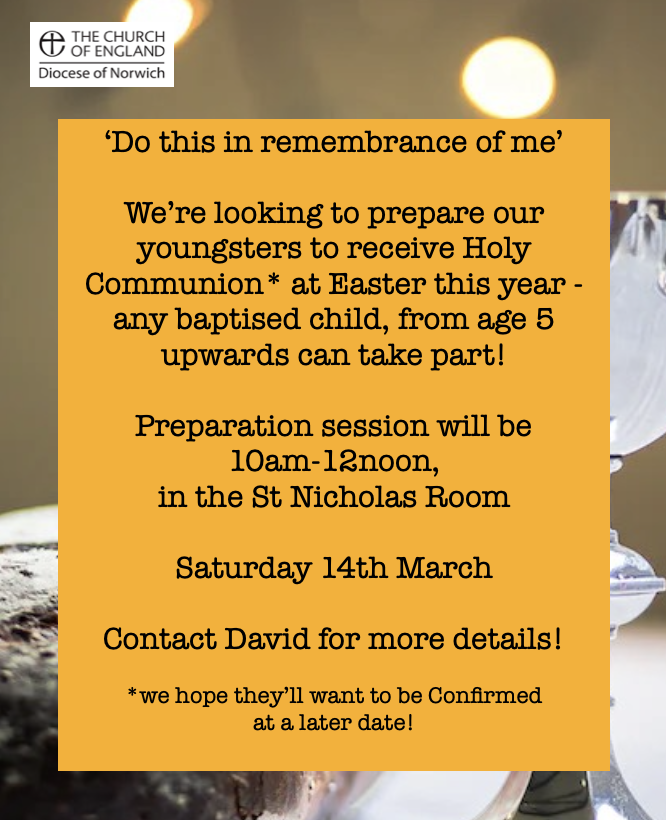 THE CHURCH
OF ENGLAND
Diocese of Norwich
‘Do this in remembrance of me’
We’re looking to prepare our
youngsters to receive Holy
Communion* at Easter this year -
any baptised child, from age 5
upwards can take part!
Preparation session will be
10am-12noon,
in the St Nicholas Room
Saturday 14th March
Contact David for more details!
*we hope they’ll want to be Confirmed
at a later date!